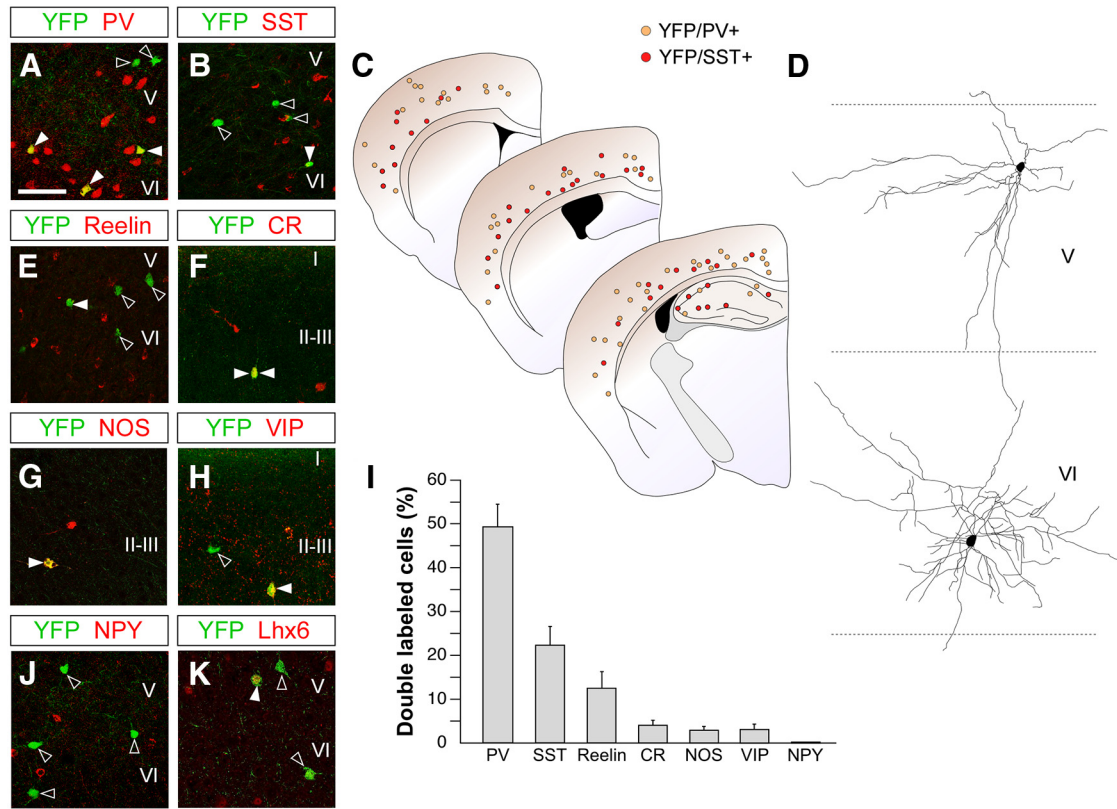 YFP PV
YFP SST
A
V
VI
B
V
VI
C
YFP/PV+
YFP/SST+
D
V
VI
YFP Reelin
YFP CR
E
V
VI
F
I
II-III
YFP NOS
YFP VIP
G
II-III
H
I
II-III
YFP NPY
YFP Lhx6
J
V
VI
K
V
VI
I
Double labeled cells (%)
60
50
40
30
20
10
0
PV SST Reelin CR NOS VIP NPY